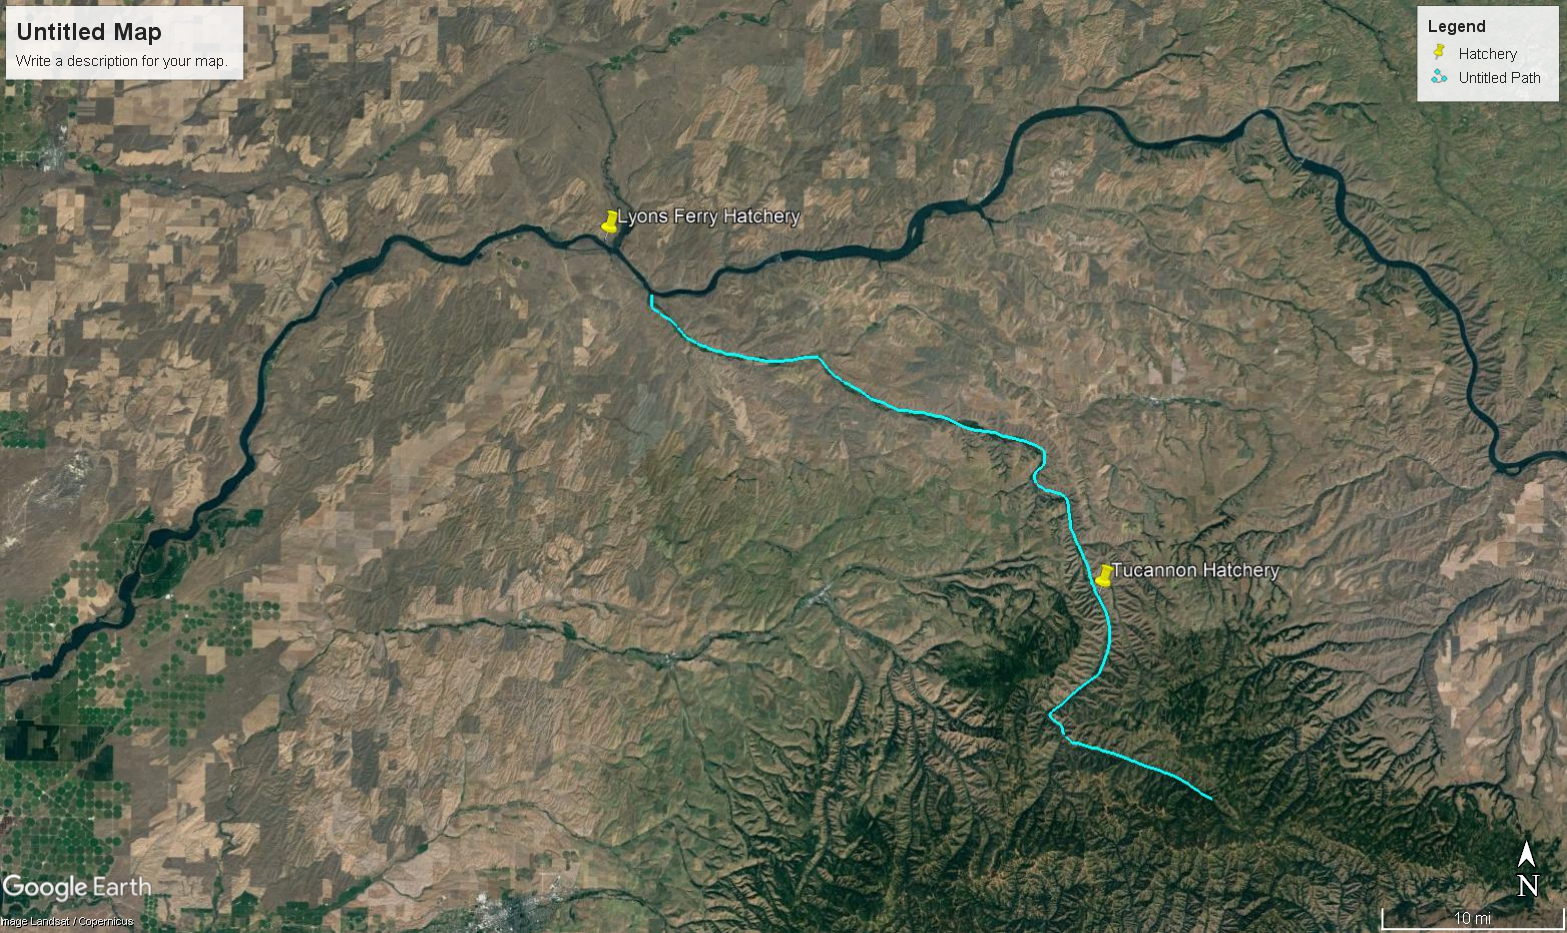 Untitled Map
Write a description for your map.
Legend
Hatchery
Untitled Path
Lyons Ferry Hatchery
Tucannon Hatchery
Google Earth
mage Landsat / Copernicus
N
10 mi